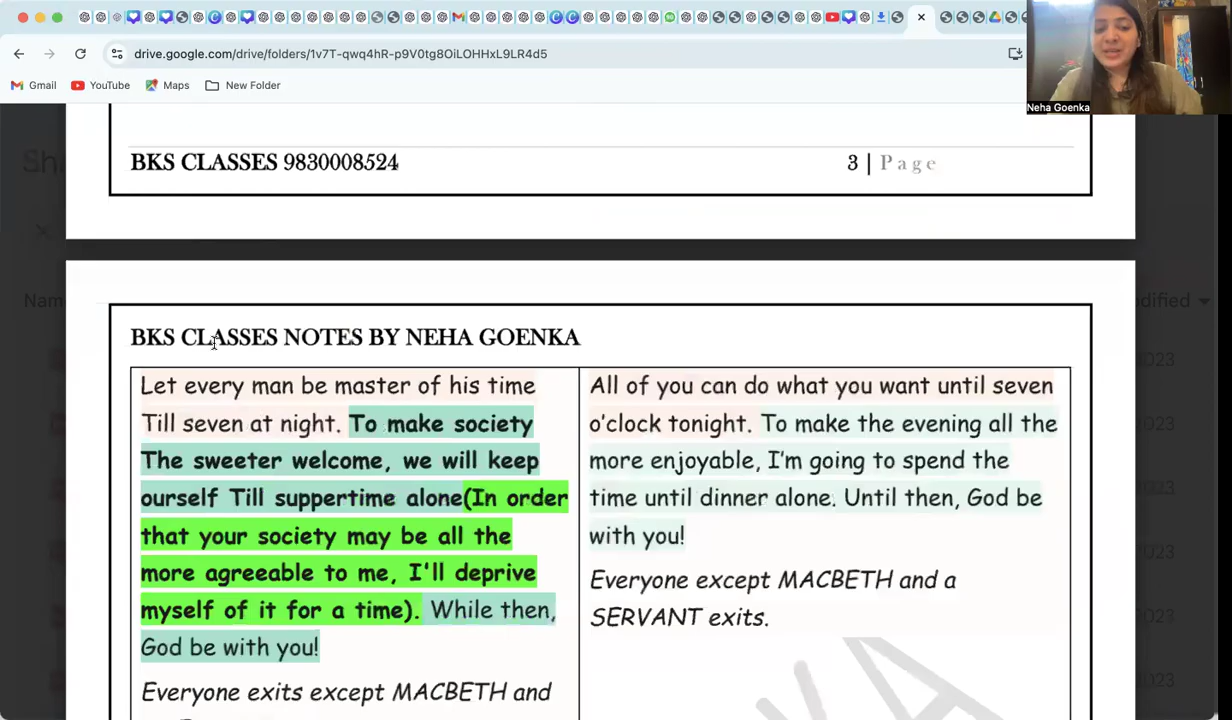 drive.google.com/drive/folders/1v7T-qwq4hR-p9V0tg8OiLOHHxL9LR4d5
Gmail YouTube Maps New Folder
Neha Goenka
BKS CLASSES 9830008524 3 | Page
BKS CLASSES NOTES BY NEHA GOENKA
Let every man be master of his time
Till seven at night. To make society
The sweeter welcome, we will keep
ourself Till suppertime alone(In order
that your society may be all the
more agreeable to me, I'll deprive
myself of it for a time). While then,
God be with you!
Everyone exits except MACBETH and
All of you can do what you want until seven
o'clock tonight. To make the evening all the
more enjoyable, I'm going to spend the
time until dinner alone. Until then, God be
with you!
Everyone except MACBETH and a
SERVANT exits.